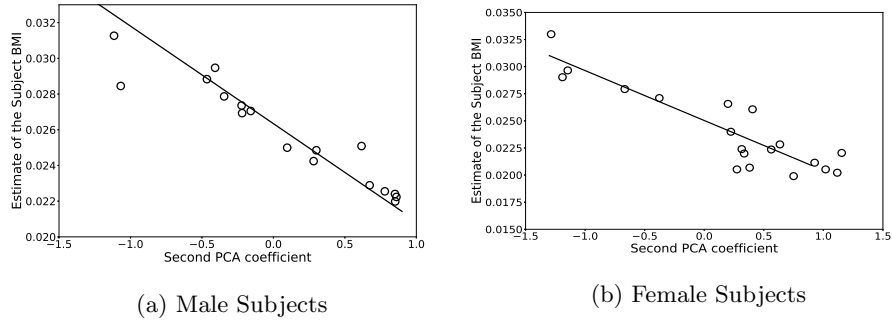 Estimate of the Subject BMI
0.032
0.030
0.028
0.026
0.024
0.022
0.020
−1.5 −1.0 −0.5 0.0 0.5 1.0
Second PCA coefficient
(a) Male Subjects
Estimate of the Subject BMI
0.0350
0.0325
0.0300
0.0275
0.0250
0.0225
0.0200
0.0175
0.0150
−1.5 −1.0 −0.5 0.0 0.5 1.0 1.5
Second PCA coefficient
(b) Female Subjects